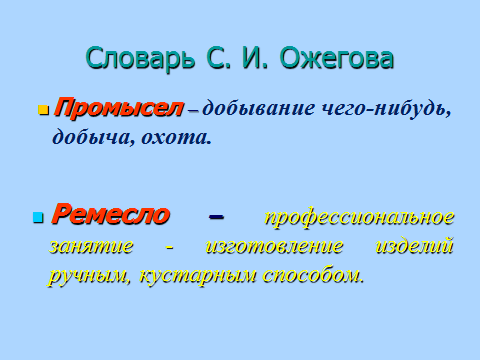 Словарь С. И. Ожегова
Промысел – добывание чего-нибудь,
добыча, охота.
Ремесло – профессиональное
занятие - изготовление изделий
ручным, кустарным способом.